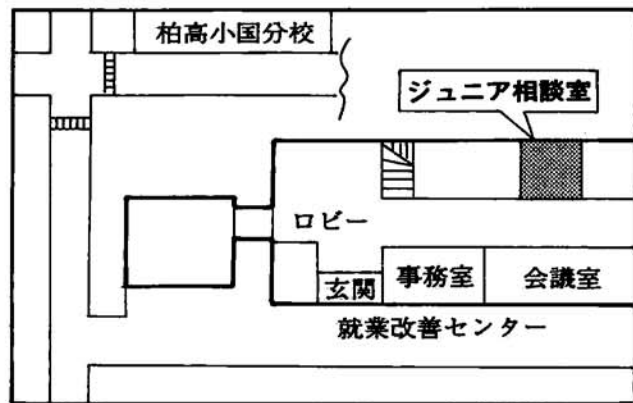 柏高小国分校
ジュニア相談室
ロビー
玄関
事務室
会議室
就業改善センター